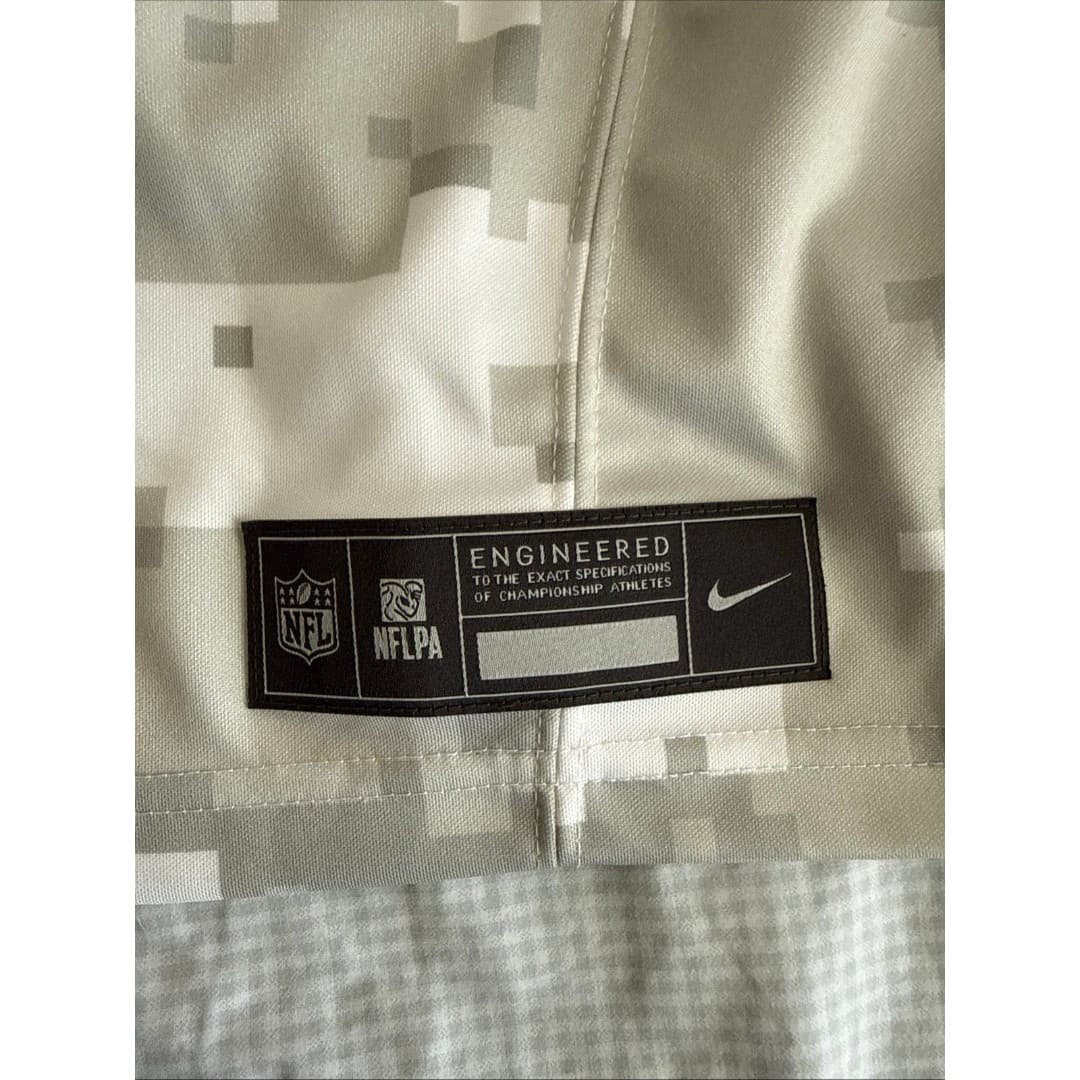 NFL
NFLPA
ENGINEERED
TO THE EXACT SPECIFICATIONS
OF CHAMPIONSHIP ATHLETES